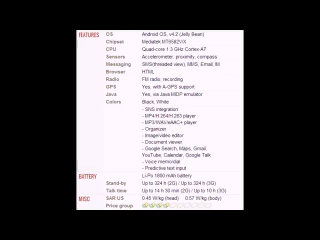 FEATURES OS Android OS, v4.2 (Jelly Bean)
Chipset Mediatek MT6582V/X
CPU Quad-core 1.3 GHz Cortex-A7
Sensors Accelerometer, proximity, compass
Messaging SMS(threaded view), MMS, Email, IM
Browser HTML
Radio FM radio, recording
GPS Yes, with A-GPS support
Java Yes, via Java MIDP emulator
Colors Black, White
- SNS integration
- MP4/H.264/H.263 player
- MP3/WAV/eAAC+ player
- Organizer
- Image/video editor
- Document viewer
- Google Search, Maps, Gmail,
YouTube, Calendar, Google Talk
- Voice memo/dial
- Predictive text input
BATTERY Li-Po 1800 mAh battery
Stand-by Up to 324 h (2G) / Up to 324 h (3G)
Talk time Up to 14 h 30 min (2G) / Up to 10 h (3G)
MISC SAR US 0.45 W/kg (head) 0.57 W/kg (body)
Price group